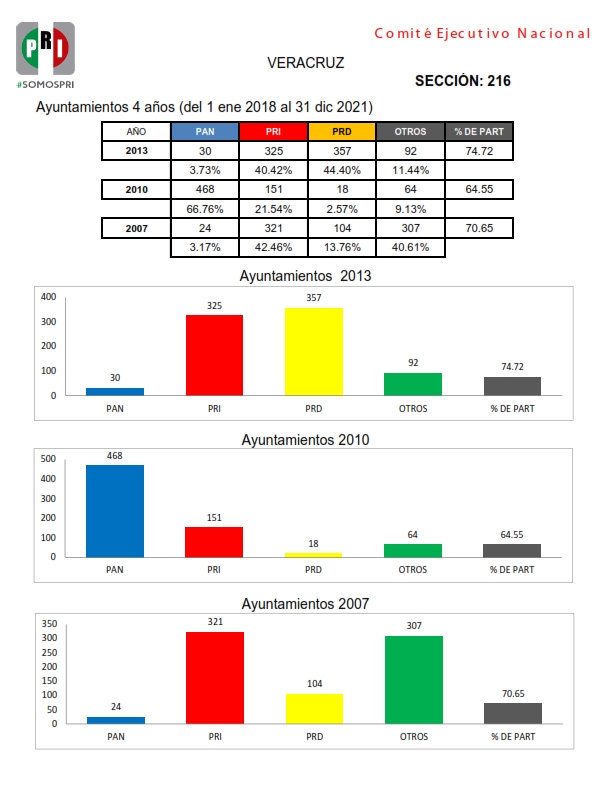 Comité Ejecutivo Nacional
PRI
#SOMOSPRI
VERACRUZ
SECCIÓN: 216
Ayuntamientos 4 años (del 1 ene 2018 al 31 dic 2021)
AÑO PAN PRI PRD OTROS % DE PART
2013 30 325 357 92 74.72
3.73% 40.42% 44.40% 11.44%
2010 468 151 18 64 64.55
66.76% 21.54% 2.57% 9.13%
2007 24 321 104 307 70.65
3.17% 42.46% 13.76% 40.61%
Ayuntamientos 2013
400
300
200
100
0
30 325 357 92 74.72
PAN PRI PRD OTROS % DE PART
Ayuntamientos 2010
500
400
300
200
100
0
468 151 18 64 64.55
PAN PRI PRD OTROS % DE PART
Ayuntamientos 2007
350
300
250
200
150
100
50
0
24 321 104 307 70.65
PAN PRI PRD OTROS % DE PART